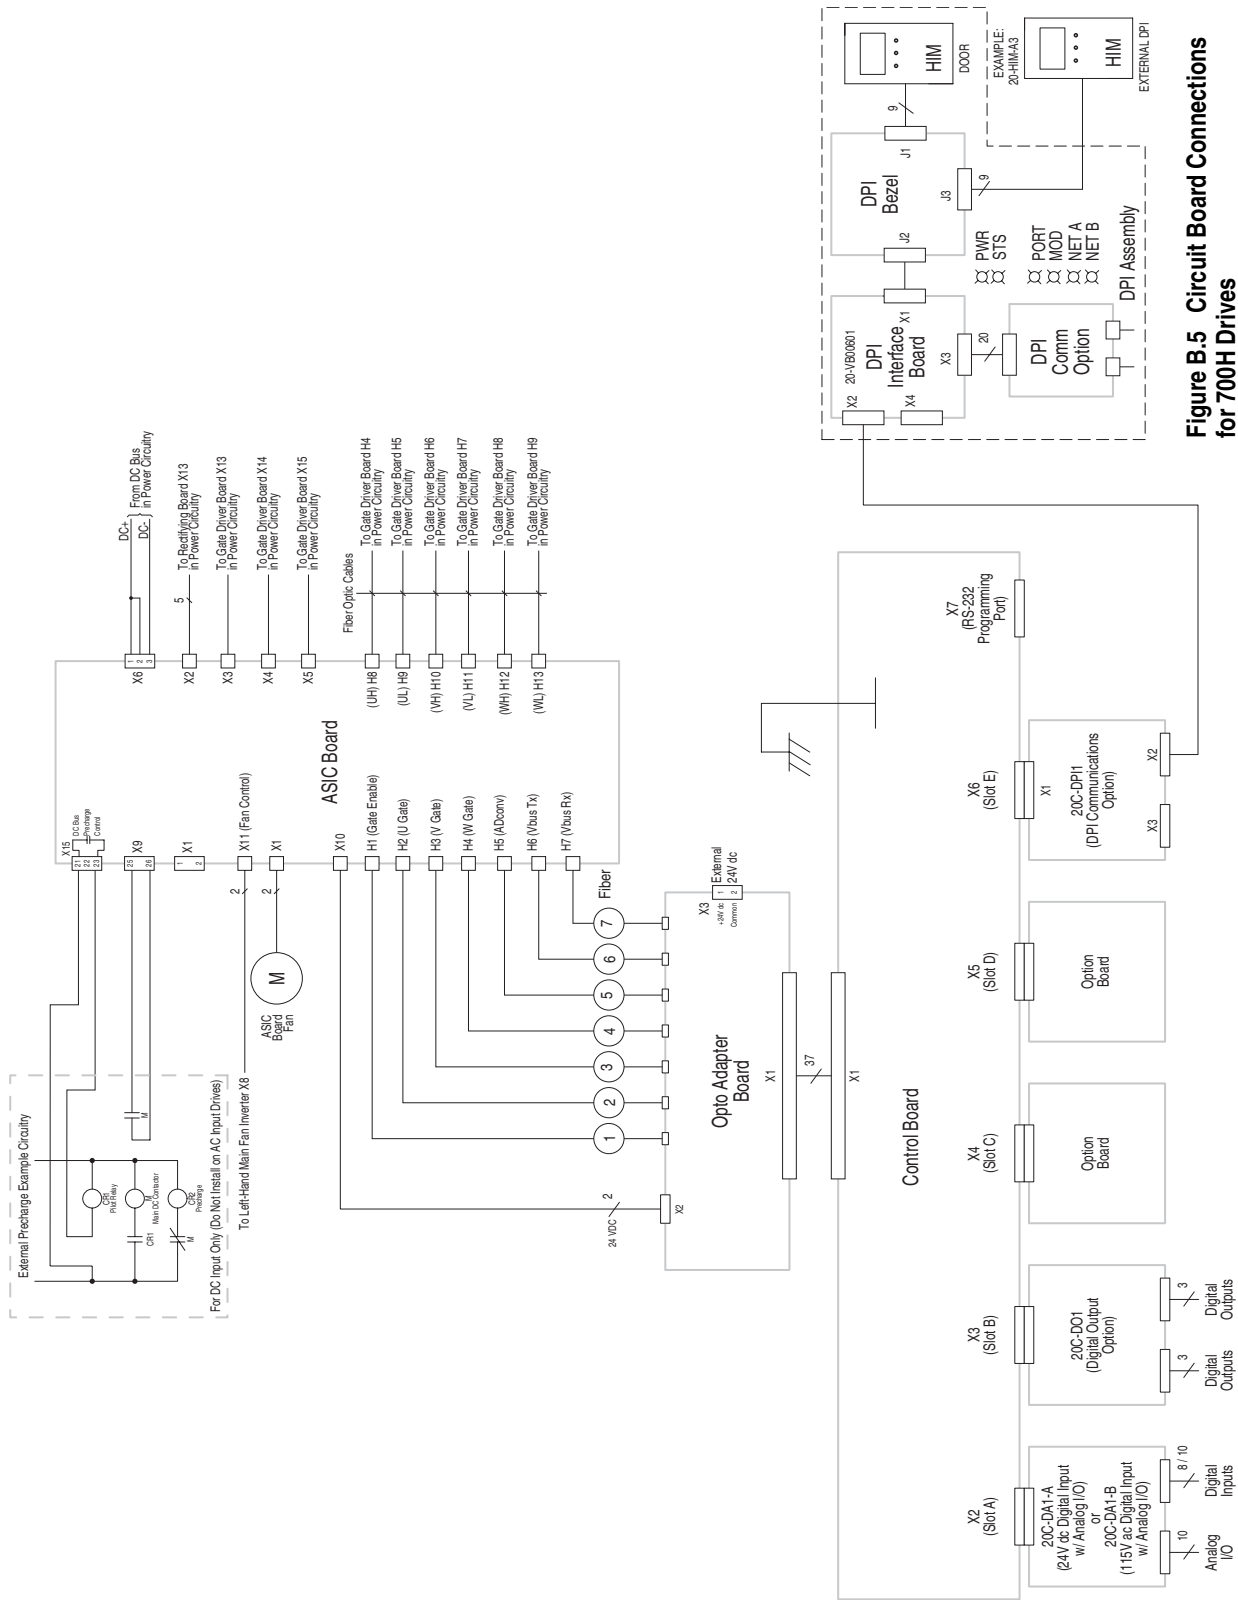 External Precharge Example Circuitry
CR1
Pilot Relay
M
Main DC Contactor
CR2
Precharge
CR1
M
M
For DC Input Only (Do Not Install on AC Input Drives)
To Left-Hand Main Fan Inverter X8
ASIC
Board
Fan
M
2
2
X15
21
22
23
DC Bus
Precharge
Control
X9
25
26
X1
1
2
X11 (Fan Control)
X1
X10
H1 (Gate Enable)
H2 (U Gate)
H3 (V Gate)
H4 (W Gate)
H5 (ADconv)
H6 (Vbus Tx)
H7 (Vbus Rx)
ASIC Board
X6
1
2
3
DC+
DC-
From DC Bus
in Power Circuitry
X2
5
To Rectifying Board X13
in Power Circuitry
X3
To Gate Driver Board X13
in Power Circuitry
X4
To Gate Driver Board X14
in Power Circuitry
X5
To Gate Driver Board X15
in Power Circuitry
Fiber Optic Cables
(UH) H8
To Gate Driver Board H4
in Power Circuitry
(UL) H9
To Gate Driver Board H5
in Power Circuitry
(VH) H10
To Gate Driver Board H6
in Power Circuitry
(VL) H11
To Gate Driver Board H7
in Power Circuitry
(WH) H12
To Gate Driver Board H8
in Power Circuitry
(WL) H13
To Gate Driver Board H9
in Power Circuitry
Fiber
1
2
3
4
5
6
7
2
24 VDC
X2
Opto Adapter
Board
X3
+24V dc
Common
1
2
External
24V dc
X1
37
X1
Control Board
X2
(Slot A)
X3
(Slot B)
X4
(Slot C)
X5
(Slot D)
X6
(Slot E)
X7
(RS-232
Programming
Port)
20C-DA1-A
(24V dc Digital Input
w/ Analog I/O)
or
20C-DA1-B
(115V ac Digital Input
w/ Analog I/O)
10
Analog
I/O
8 / 10
Digital
Inputs
20C-DO1
(Digital Output
Option)
3
Digital
Outputs
3
Digital
Outputs
Option
Board
Option
Board
X1
20C-DPI1
(DPI Communications
Option)
X3
X2
X2
20-VB00601
X4
DPI
Interface
Board
X1
X3
20
DPI
Comm
Option
J2
DPI
Bezel
J1
J3
9
9
PWR
STS
PORT
MOD
NET A
NET B
DPI Assembly
HIM
DOOR
EXAMPLE:
20-HIM-A3
HIM
EXTERNAL DPI
Figure B.5 Circuit Board Connections
for 700H Drives